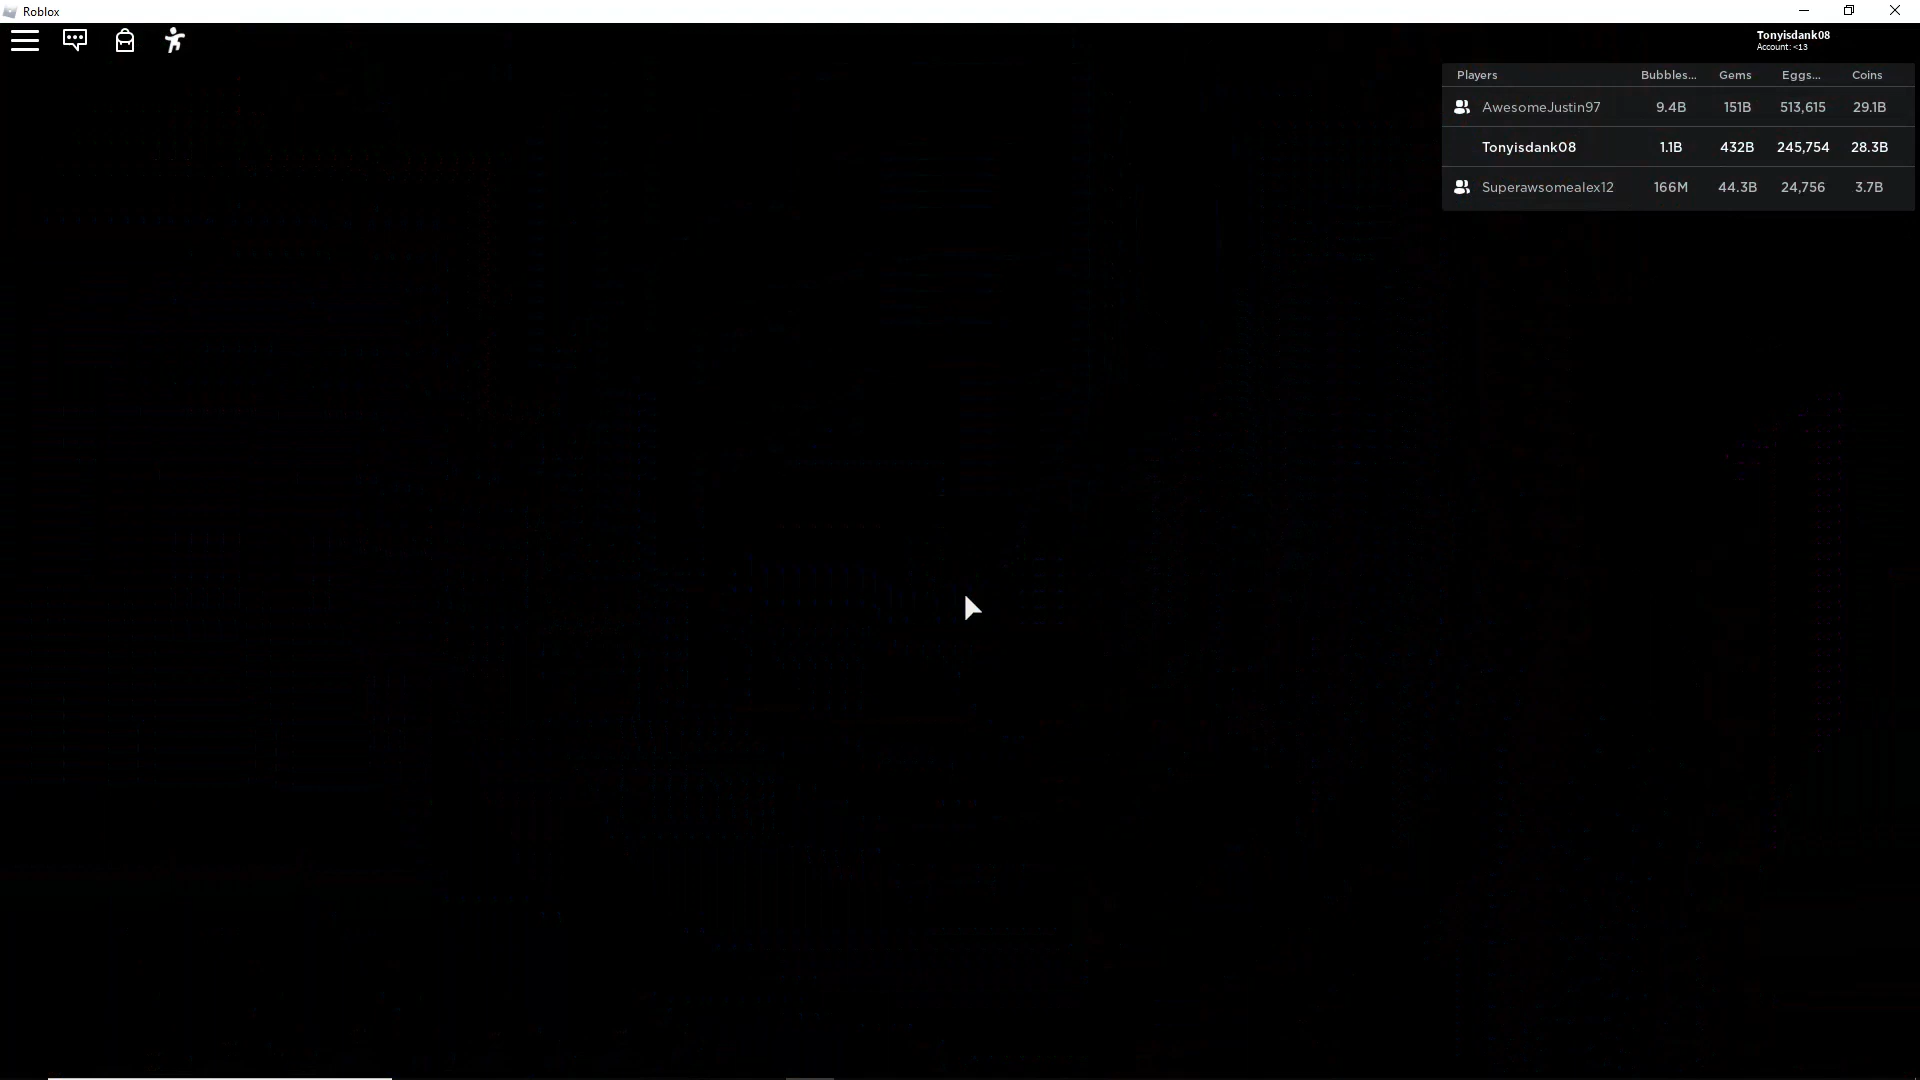 Roblox
Tonyisdank08
Account: <13
Players Bubbles... Gems Eggs... Coins
AwesomeJustin97 9.4B 151B 513,615 29.1B
Tonyisdank08 1.1B 432B 245,754 28.3B
Superawsomealex12 166M 44.3B 24,756 3.7B